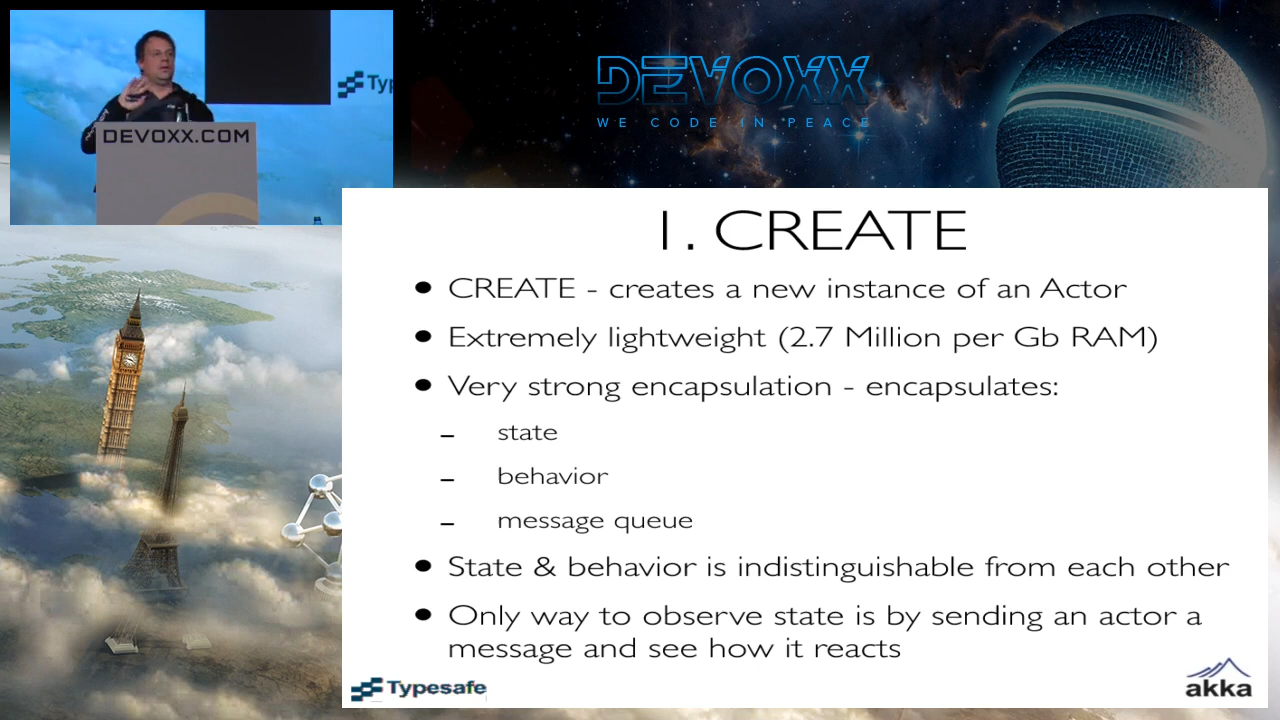 Typ
DEVOXX.COM
DEVOXX
WE CODE IN PEACE
1. CREATE
• CREATE - creates a new instance of an Actor
• Extremely lightweight (2.7 Million per Gb RAM)
• Very strong encapsulation - encapsulates:
– state
– behavior
– message queue
• State & behavior is indistinguishable from each other
• Only way to observe state is by sending an actor a
message and see how it reacts
Typesafe
akka